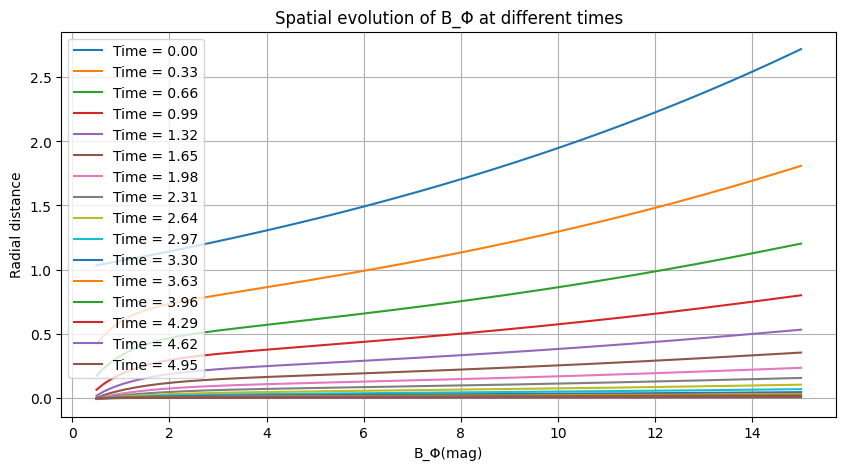 Spatial evolution of B_Φ at different times
Time = 0.00
Time = 0.33
Time = 0.66
Time = 0.99
Time = 1.32
Time = 1.65
Time = 1.98
Time = 2.31
Time = 2.64
Time = 2.97
Time = 3.30
Time = 3.63
Time = 3.96
Time = 4.29
Time = 4.62
Time = 4.95
Radial distance
2.5
2.0
1.5
1.0
0.5
0.0
0 2 4 6 8 10 12 14
B_Φ(mag)